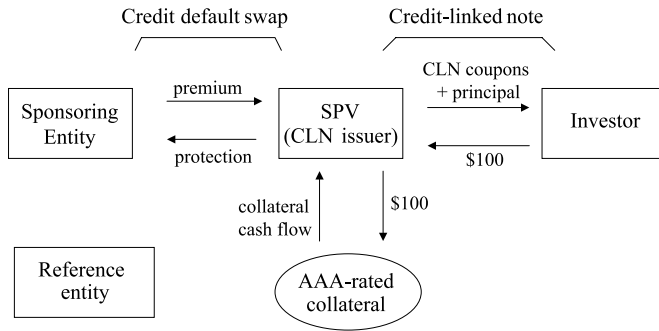 Credit default swap
Credit-linked note
premium
CLN coupons
+ principal
Sponsoring
Entity
SPV
(CLN issuer)
Investor
protection
$100
collateral
cash flow
$100
Reference
entity
AAA-rated
collateral